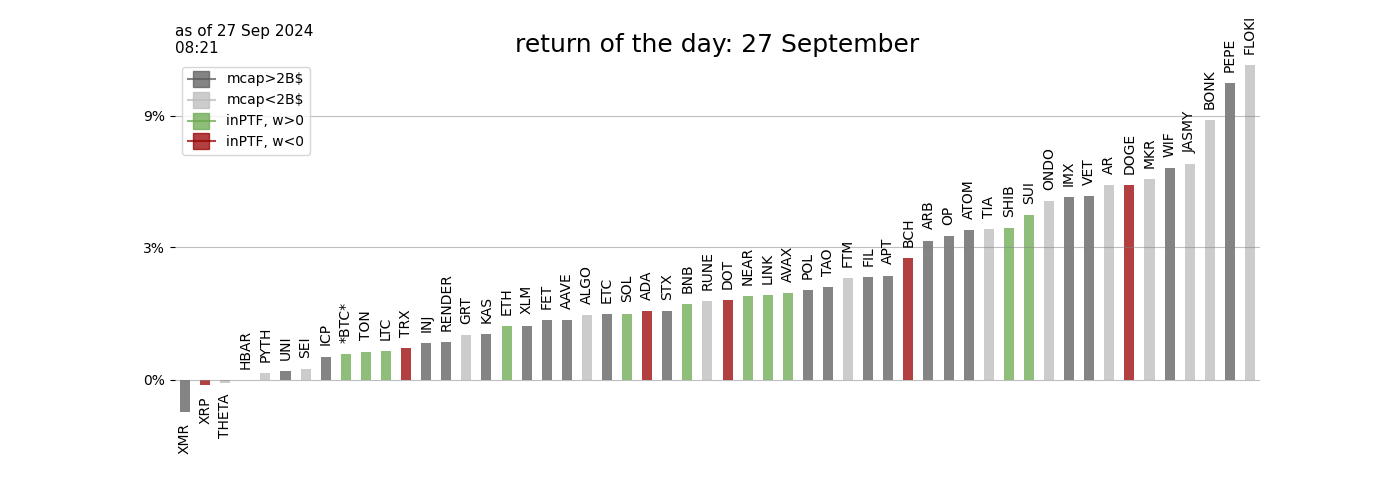 as of 27 Sep 2024
08:21
return of the day: 27 September
mcap>2B$
mcap<2B$
inPTF, w>0
inPTF, w<0
9%
3%
0%
XMR
XRP
THETA
HBAR
PYTH
UNI
SEI
ICP
*BTC*
TON
LTC
TRX
INJ
RENDER
GRT
KAS
ETH
XLM
FET
AAVE
ALGO
ETC
SOL
ADA
STX
BNB
RUNE
DOT
NEAR
LINK
AVAX
POL
TAO
FTM
FIL
APT
BCH
ARB
OP
ATOM
TIA
SHIB
SUI
ONDO
IMX
VET
AR
DOGE
MKR
WIF
JASMY
BONK
PEPE
FLOKI